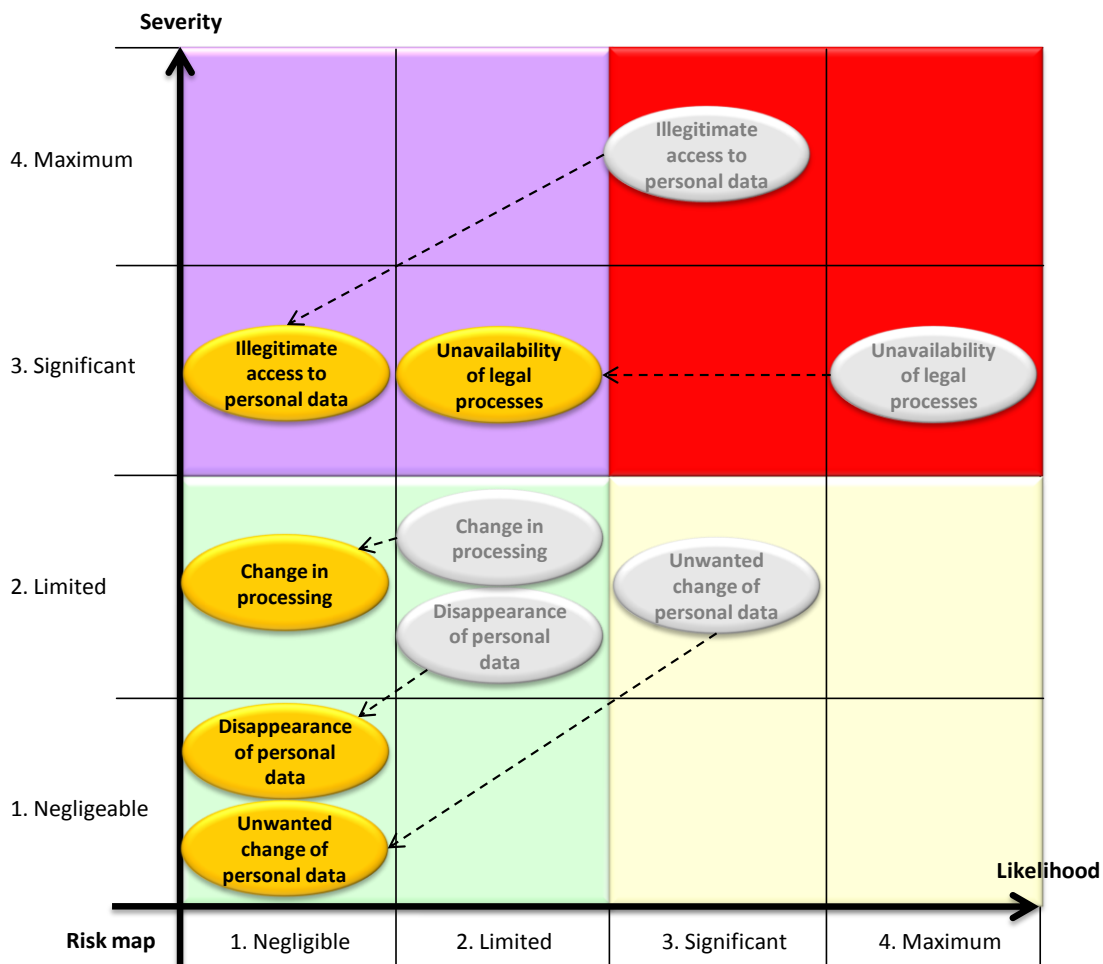 Severity
4. Maximum
Illegitimate
access to
personal data
3. Significant
Illegitimate
access to
personal data
Unavailability
of legal
processes
Unavailability
of legal
processes
2. Limited
Change in
processing
Change in
processing
Disappearance
of personal
data
Unwanted
change of
personal data
1. Negligeable
Disappearance
of personal
data
Unwanted
change of
personal data
Likelihood
Risk map
1. Negligible
2. Limited
3. Significant
4. Maximum